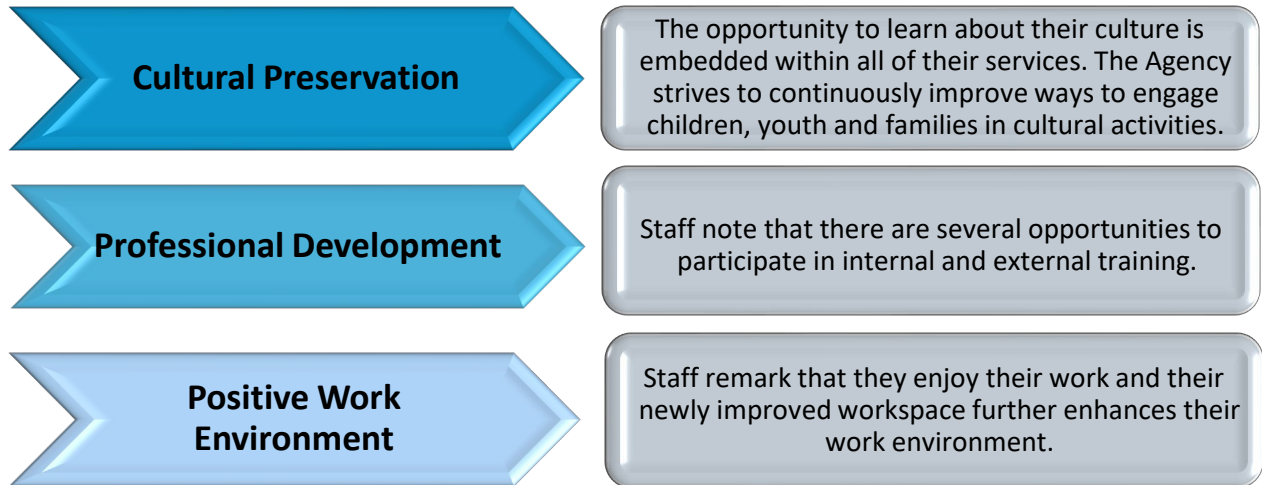 Cultural Preservation
The opportunity to learn about their culture is
embedded within all of their services. The Agency
strives to continuously improve ways to engage
children, youth and families in cultural activities.
Professional Development
Staff note that there are several opportunities to
participate in internal and external training.
Positive Work
Environment
Staff remark that they enjoy their work and their
newly improved workspace further enhances their
work environment.